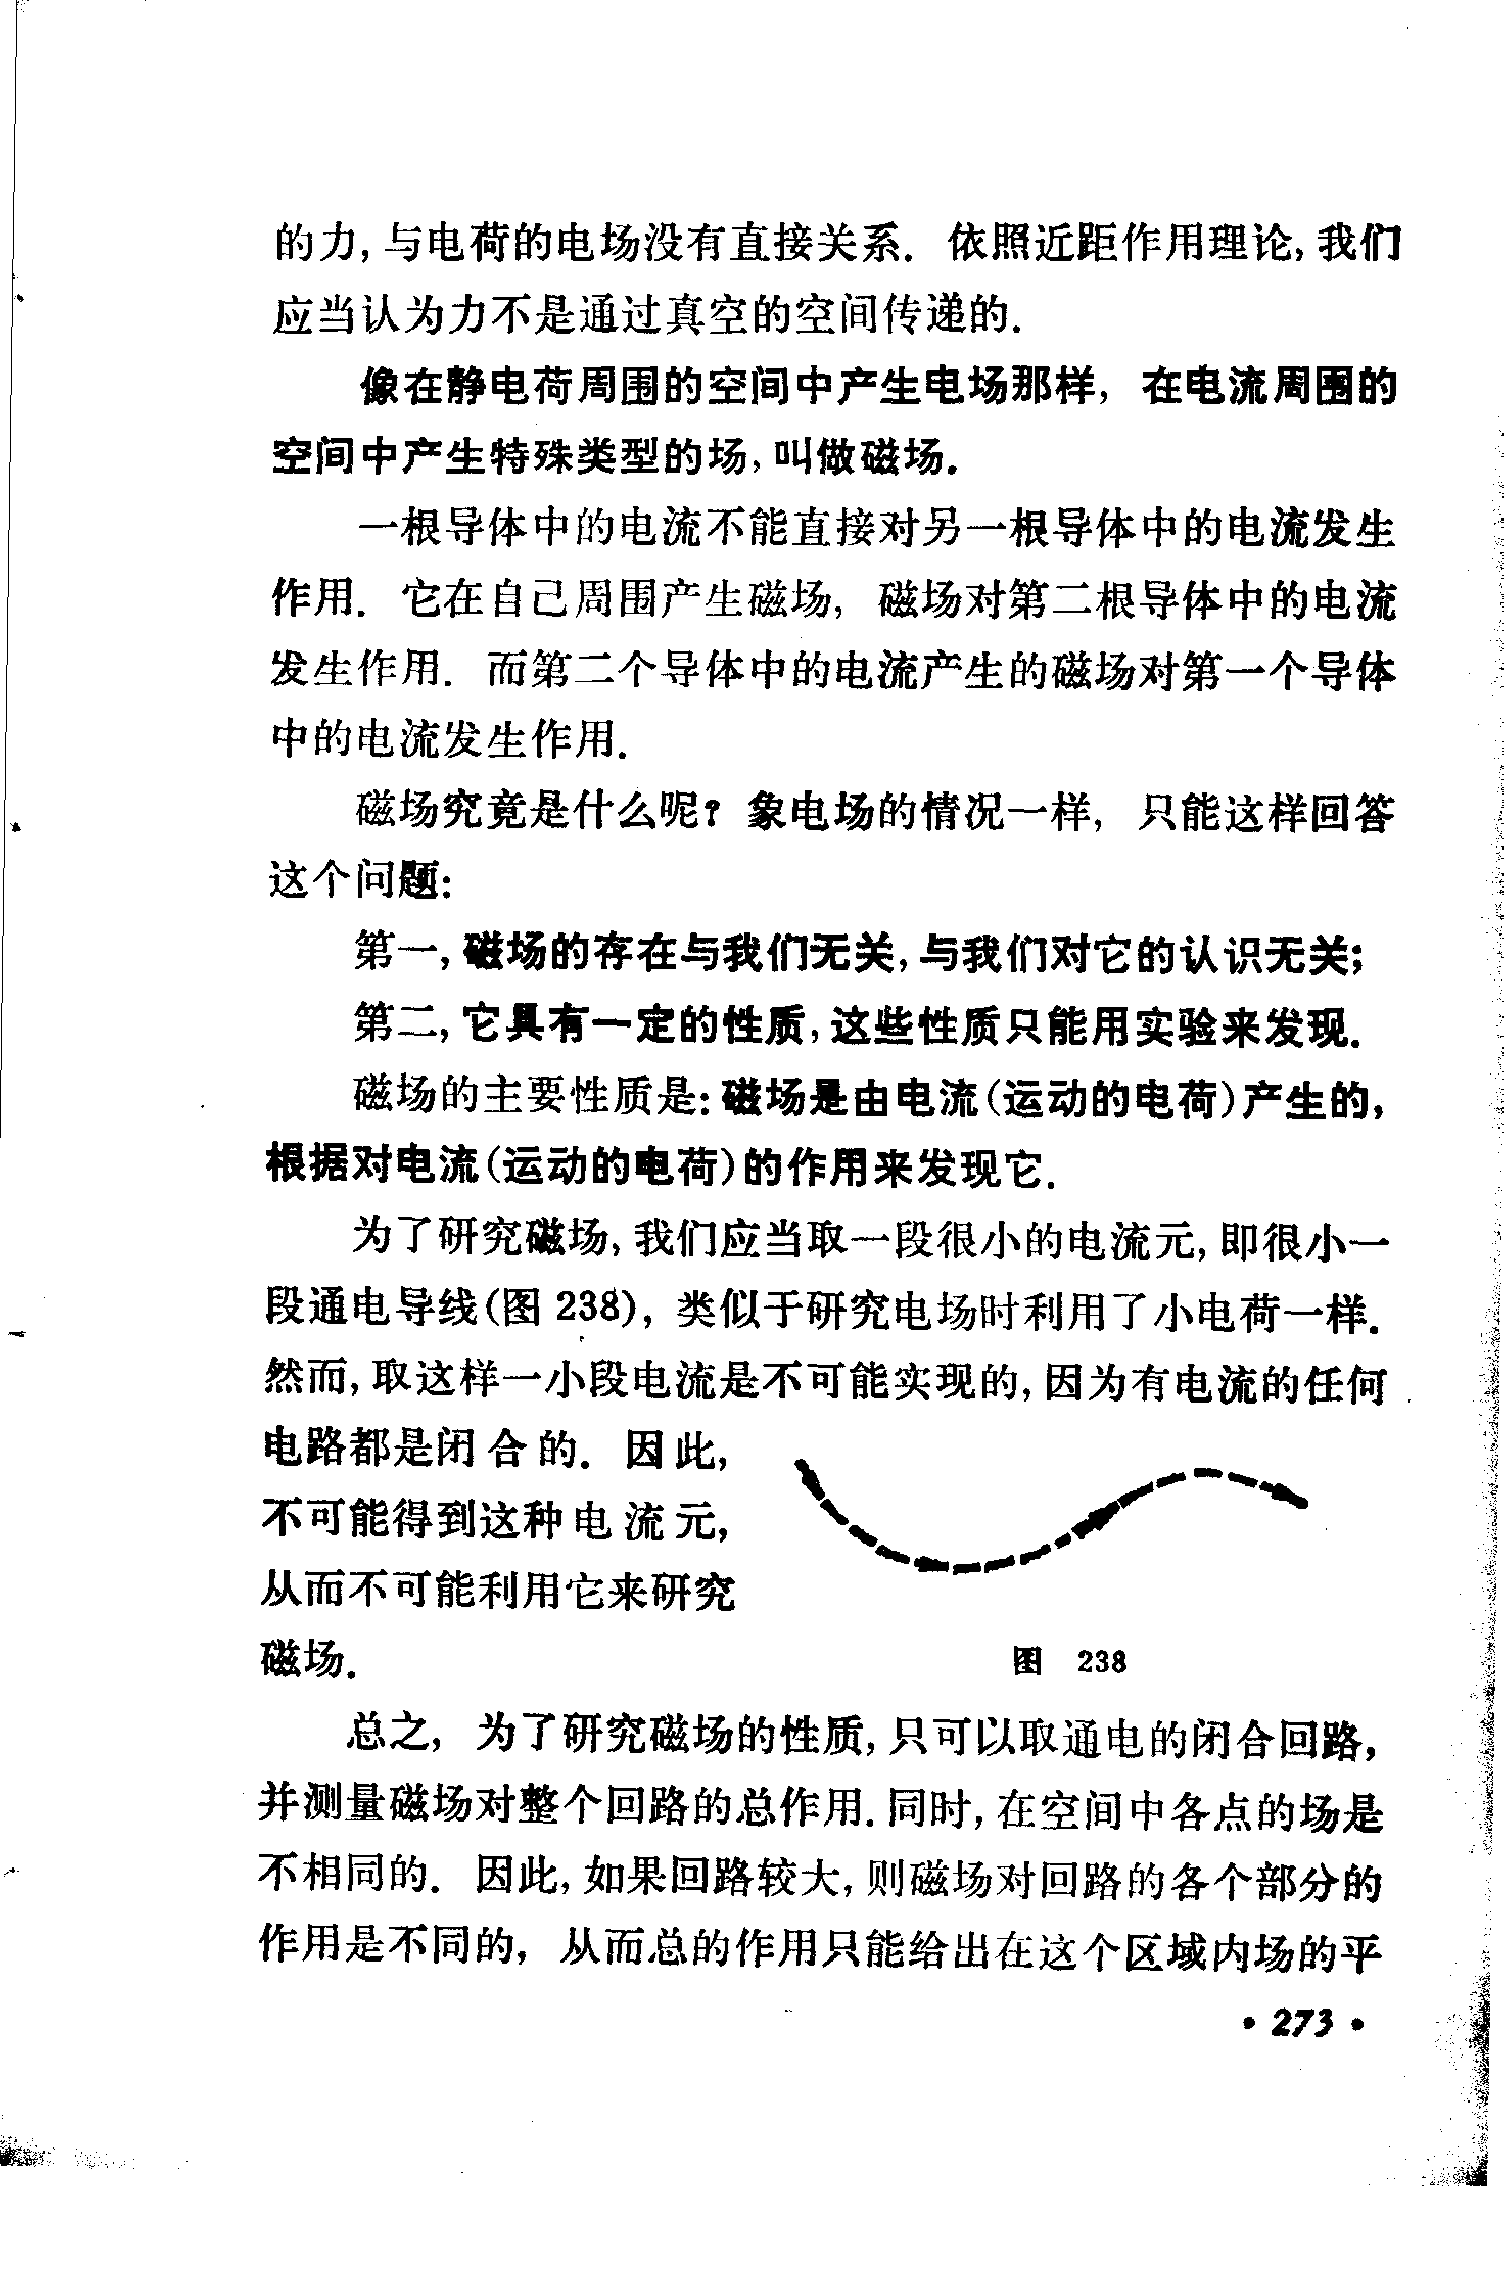 的力,与电荷的电场没有直接关系. 依照近距作用理论,我们
应当认为力不是通过真空的空间传递的.
像在静电荷周围的空间中产生电场那样, 在电流周围的
空间中产生特殊类型的场,叫做磁场.
一根导体中的电流不能直接对另一根导体中的电流发生
作用. 它在自己周围产生磁场, 磁场对第二根导体中的电流
发生作用. 而第二个导体中的电流产生的磁场对第一个导体
中的电流发生作用.
磁场究竟是什么呢? 象电场的情况一样, 只能这样回答
这个问题:
第一,磁场的存在与我们无关,与我们对它的认识无关;
第二,它具有一定的性质,这些性质只能用实验来发现.
磁场的主要性质是:磁场是由电流(运动的电荷)产生的,
根据对电流(运动的电荷)的作用来发现它.
为了研究磁场,我们应当取一段很小的电流元,即很小一
段通电导线(图 238), 类似于研究电场时利用了小电荷一样.
然而,取这样一小段电流是不可能实现的,因为有电流的任何
电路都是闭合的. 因此,
不可能得到这种电流元,
从而不可能利用它来研究
磁场.
图 238
总之, 为了研究磁场的性质,只可以取通电的闭合回路,
并测量磁场对整个回路的总作用.同时,在空间中各点的场是
不相同的. 因此,如果回路较大,则磁场对回路的各个部分的
作用是不同的, 从而总的作用只能给出在这个区域内场的平
• 273 •